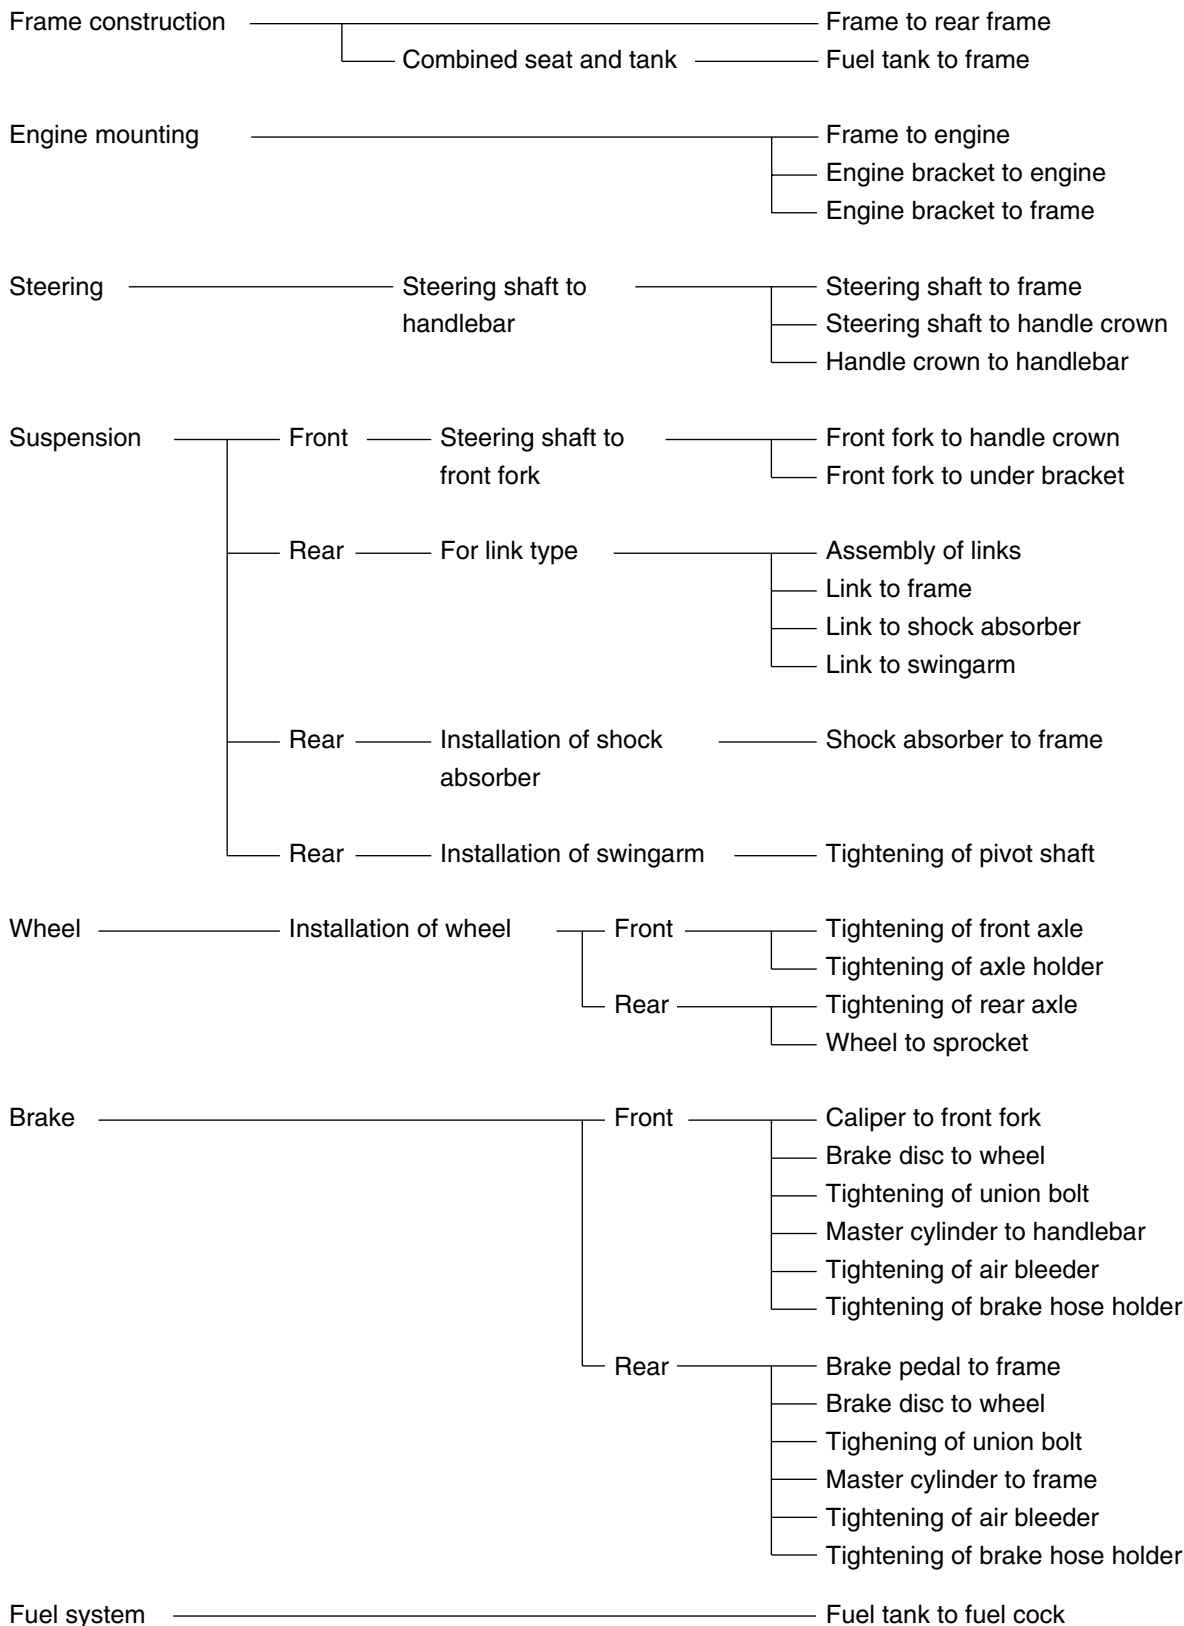 Frame construction Frame to rear frame
Combined seat and tank Fuel tank to frame
Engine mounting Frame to engine
Engine bracket to engine
Engine bracket to frame
Steering Steering shaft to Steering shaft to frame
handlebar Steering shaft to handle crown
Handle crown to handlebar
Suspension Front Steering shaft to Front fork to handle crown
front fork Front fork to under bracket
Rear For link type Assembly of links
Link to frame
Link to shock absorber
Link to swingarm
Rear Installation of shock Shock absorber to frame
absorber
Rear Installation of swingarm Tightening of pivot shaft
Wheel Installation of wheel Front Tightening of front axle
Tightening of axle holder
Rear Tightening of rear axle
Wheel to sprocket
Brake Front Caliper to front fork
Brake disc to wheel
Tightening of union bolt
Master cylinder to handlebar
Tightening of air bleeder
Tightening of brake hose holder
Rear Brake pedal to frame
Brake disc to wheel
Tighening of union bolt
Master cylinder to frame
Tightening of air bleeder
Tightening of brake hose holder
Fuel system Fuel tank to fuel cock